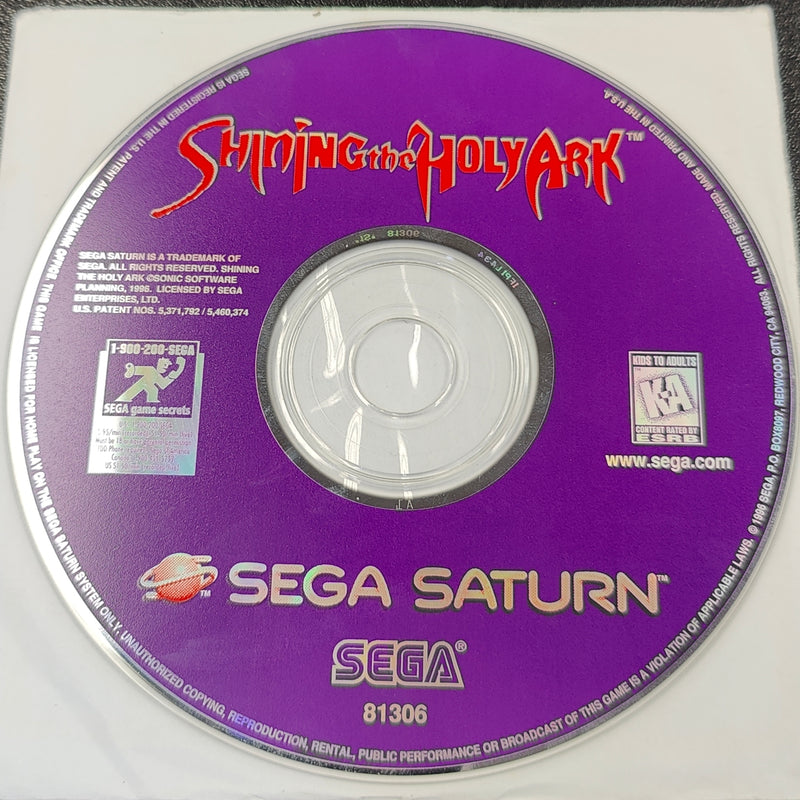 SHINING the HOLY ARK™
SEGA SATURN IS A TRADEMARK OF
SEGA. ALL RIGHTS RESERVED. SHINING
THE HOLY ARK ©SONIC SOFTWARE
PLANNING, 1996. LICENSED BY SEGA
ENTERPRISES, LTD.
U.S. PATENT NOS. 5,371,792 / 5,460,374
81306
1-900-200-SEGA
SEGA game secrets
KIDS TO ADULTS
K-A
CONTENT RATED BY
ESRB
www.sega.com
SEGA SATURN™
SEGA®
81306
SEGA IS REGISTERED IN THE U.S. PATENT AND TRADEMARK OFFICE. THIS GAME IS LICENSED FOR HOME PLAY ON THE SEGA SATURN SYSTEM ONLY. UNAUTHORIZED COPYING, REPRODUCTION, RENTAL, PUBLIC PERFORMANCE OR BROADCAST OF THIS GAME IS A VIOLATION OF APPLICABLE LAWS. © 1996 SEGA, P.O. BOX 8097, REDWOOD CITY, CA 94063. ALL RIGHTS RESERVED. MADE AND PRINTED IN THE U.S.A.